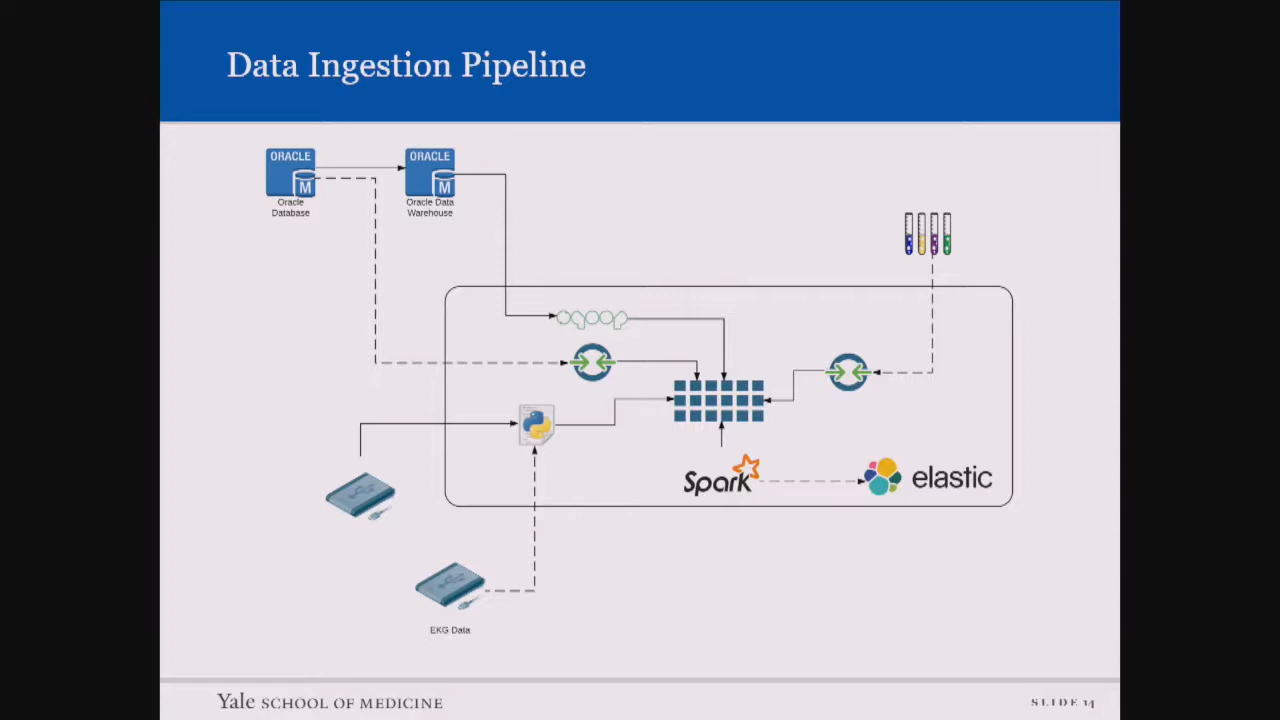 Data Ingestion Pipeline
ORACLE
M
Oracle
Database
ORACLE
M
Oracle Data
Warehouse
sqoop
Spark
elastic
EKG Data
Yale SCHOOL OF MEDICINE
SLIDE 14